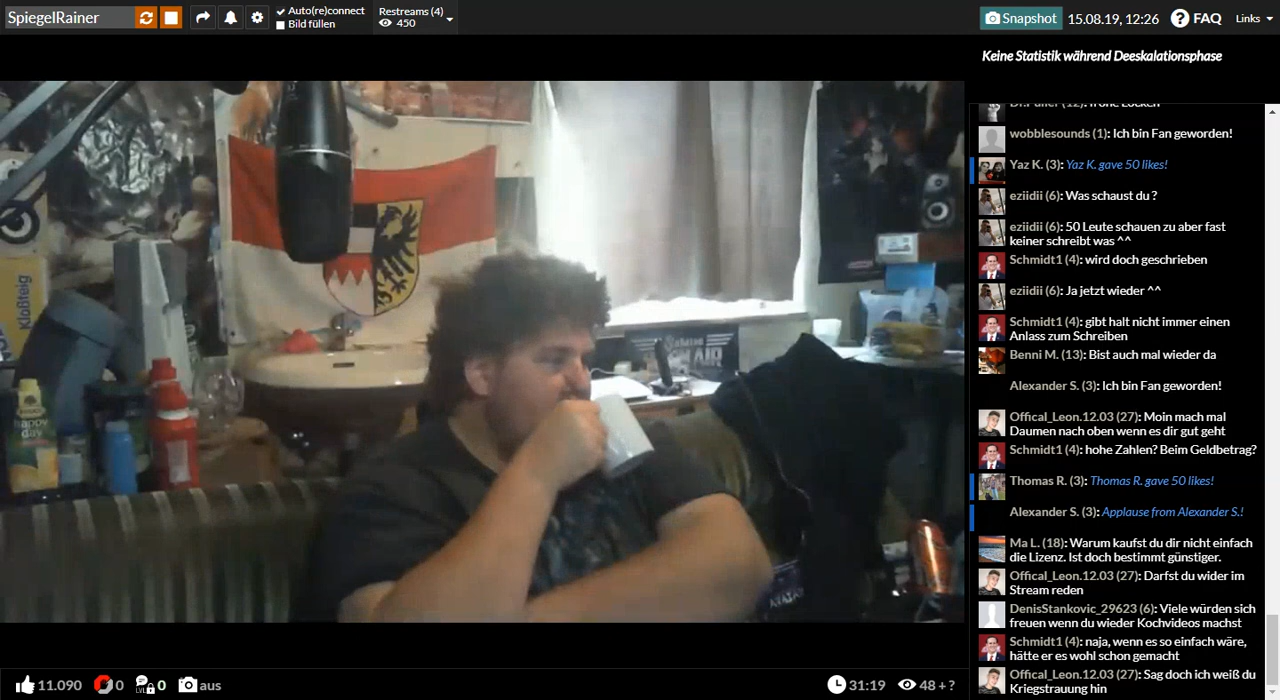 SpiegelRainer
Auto(re)connect
Bild füllen
Restreams (4)
450
Snapshot
15.08.19, 12:26
FAQ
Links
Keine Statistik während Deeskalationsphase
wobblesounds (1): Ich bin Fan geworden!
Yaz K. (3): Yaz K. gave 50 likes!
eziidii (6): Was schaust du ?
eziidii (6): 50 Leute schauen zu aber fast
keiner schreibt was ^^
Schmidt1 (4): wird doch geschrieben
eziidii (6): Ja jetzt wieder ^^
Schmidt1 (4): gibt halt nicht immer einen
Anlass zum Schreiben
Benni M. (13): Bist auch mal wieder da
Alexander S. (3): Ich bin Fan geworden!
Offical_Leon.12.03 (27): Moin mach mal
Daumen nach oben wenn es dir gut geht
Schmidt1 (4): hohe Zahlen? Beim Geldbetrag?
Thomas R. (3): Thomas R. gave 50 likes!
Alexander S. (3): Applause from Alexander S.!
Ma L. (18): Warum kaufst du dir nicht einfach
die Lizenz. Ist doch bestimmt günstiger.
Offical_Leon.12.03 (27): Darfst du wider im
Stream reden
DenisStankovic_29623 (6): Viele würden sich
freuen wenn du wieder Kochvideos machst
Schmidt1 (4): naja, wenn es so einfach wäre,
hätte er es wohl schon gemacht
Offical_Leon.12.03 (27): Sag doch ich weiß du
Kriegstrauung hin
kloßteig
happy
day
11.090
0
LVL
0
aus
31:19
48 + ?